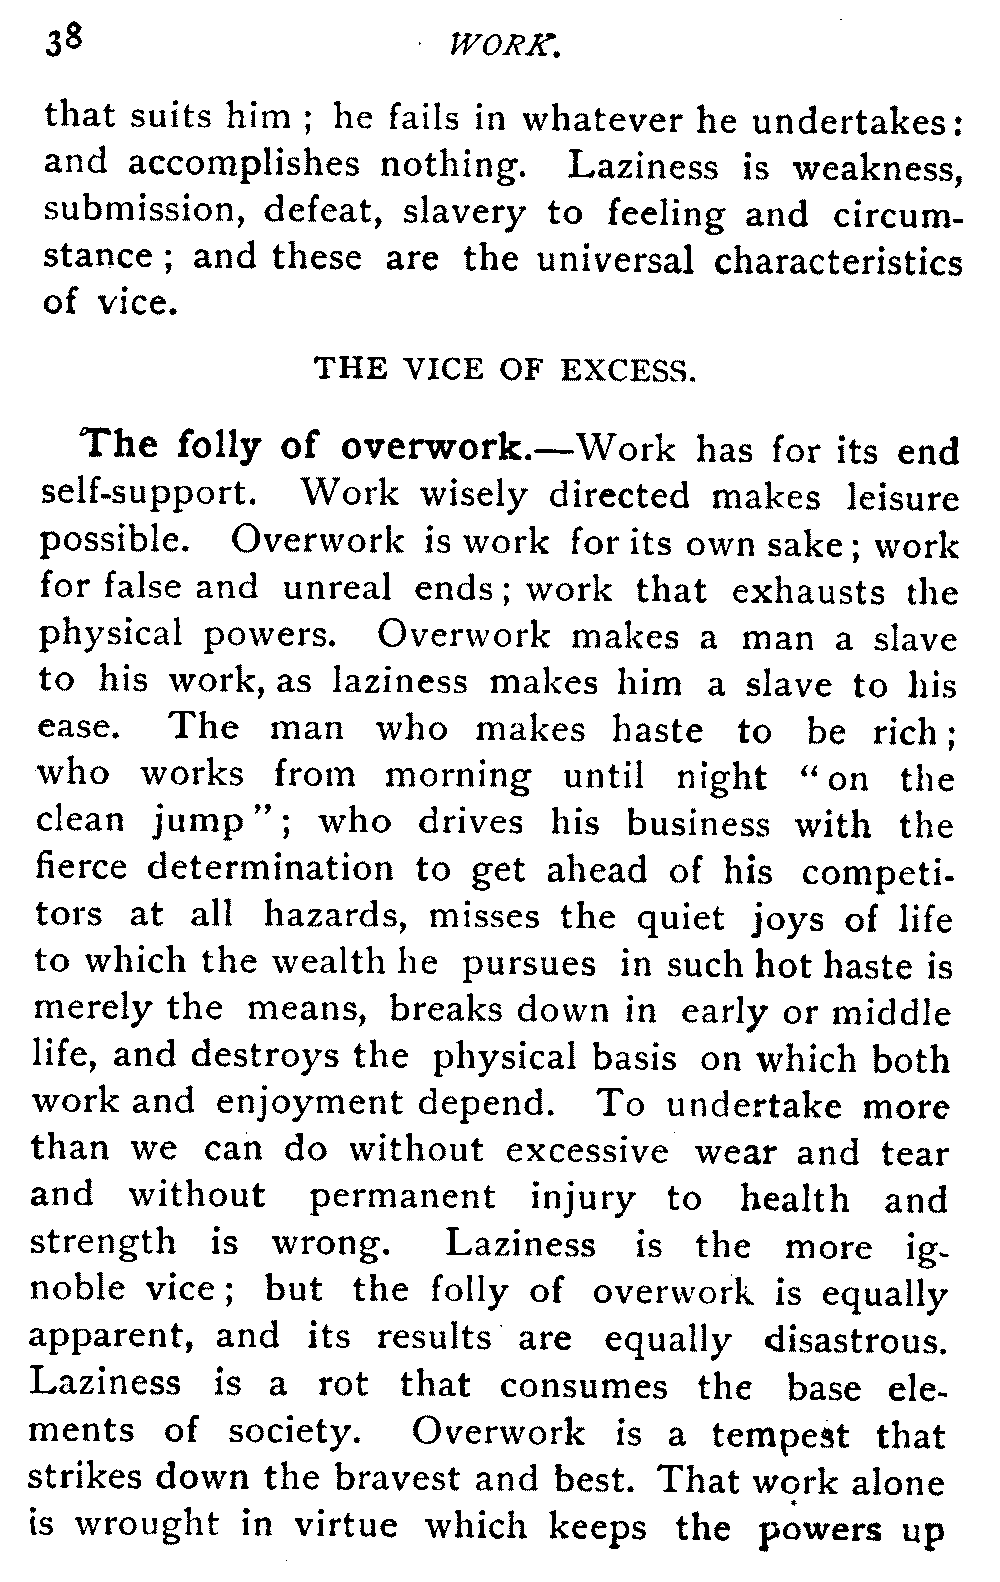 38 WORK.
that suits him ; he fails in whatever he undertakes:
and accomplishes nothing. Laziness is weakness,
submission, defeat, slavery to feeling and circum-
stance ; and these are the universal characteristics
of vice.
THE VICE OF EXCESS.
The folly of overwork.—Work has for its end
self-support. Work wisely directed makes leisure
possible. Overwork is work for its own sake ; work
for false and unreal ends ; work that exhausts the
physical powers. Overwork makes a man a slave
to his work, as laziness makes him a slave to his
ease. The man who makes haste to be rich ;
who works from morning until night “ on the
clean jump ” ; who drives his business with the
fierce determination to get ahead of his competi-
tors at all hazards, misses the quiet joys of life
to which the wealth he pursues in such hot haste is
merely the means, breaks down in early or middle
life, and destroys the physical basis on which both
work and enjoyment depend. To undertake more
than we can do without excessive wear and tear
and without permanent injury to health and
strength is wrong. Laziness is the more ig-
noble vice ; but the folly of overwork is equally
apparent, and its results are equally disastrous.
Laziness is a rot that consumes the base ele-
ments of society. Overwork is a tempest that
strikes down the bravest and best. That work alone
is wrought in virtue which keeps the powers up